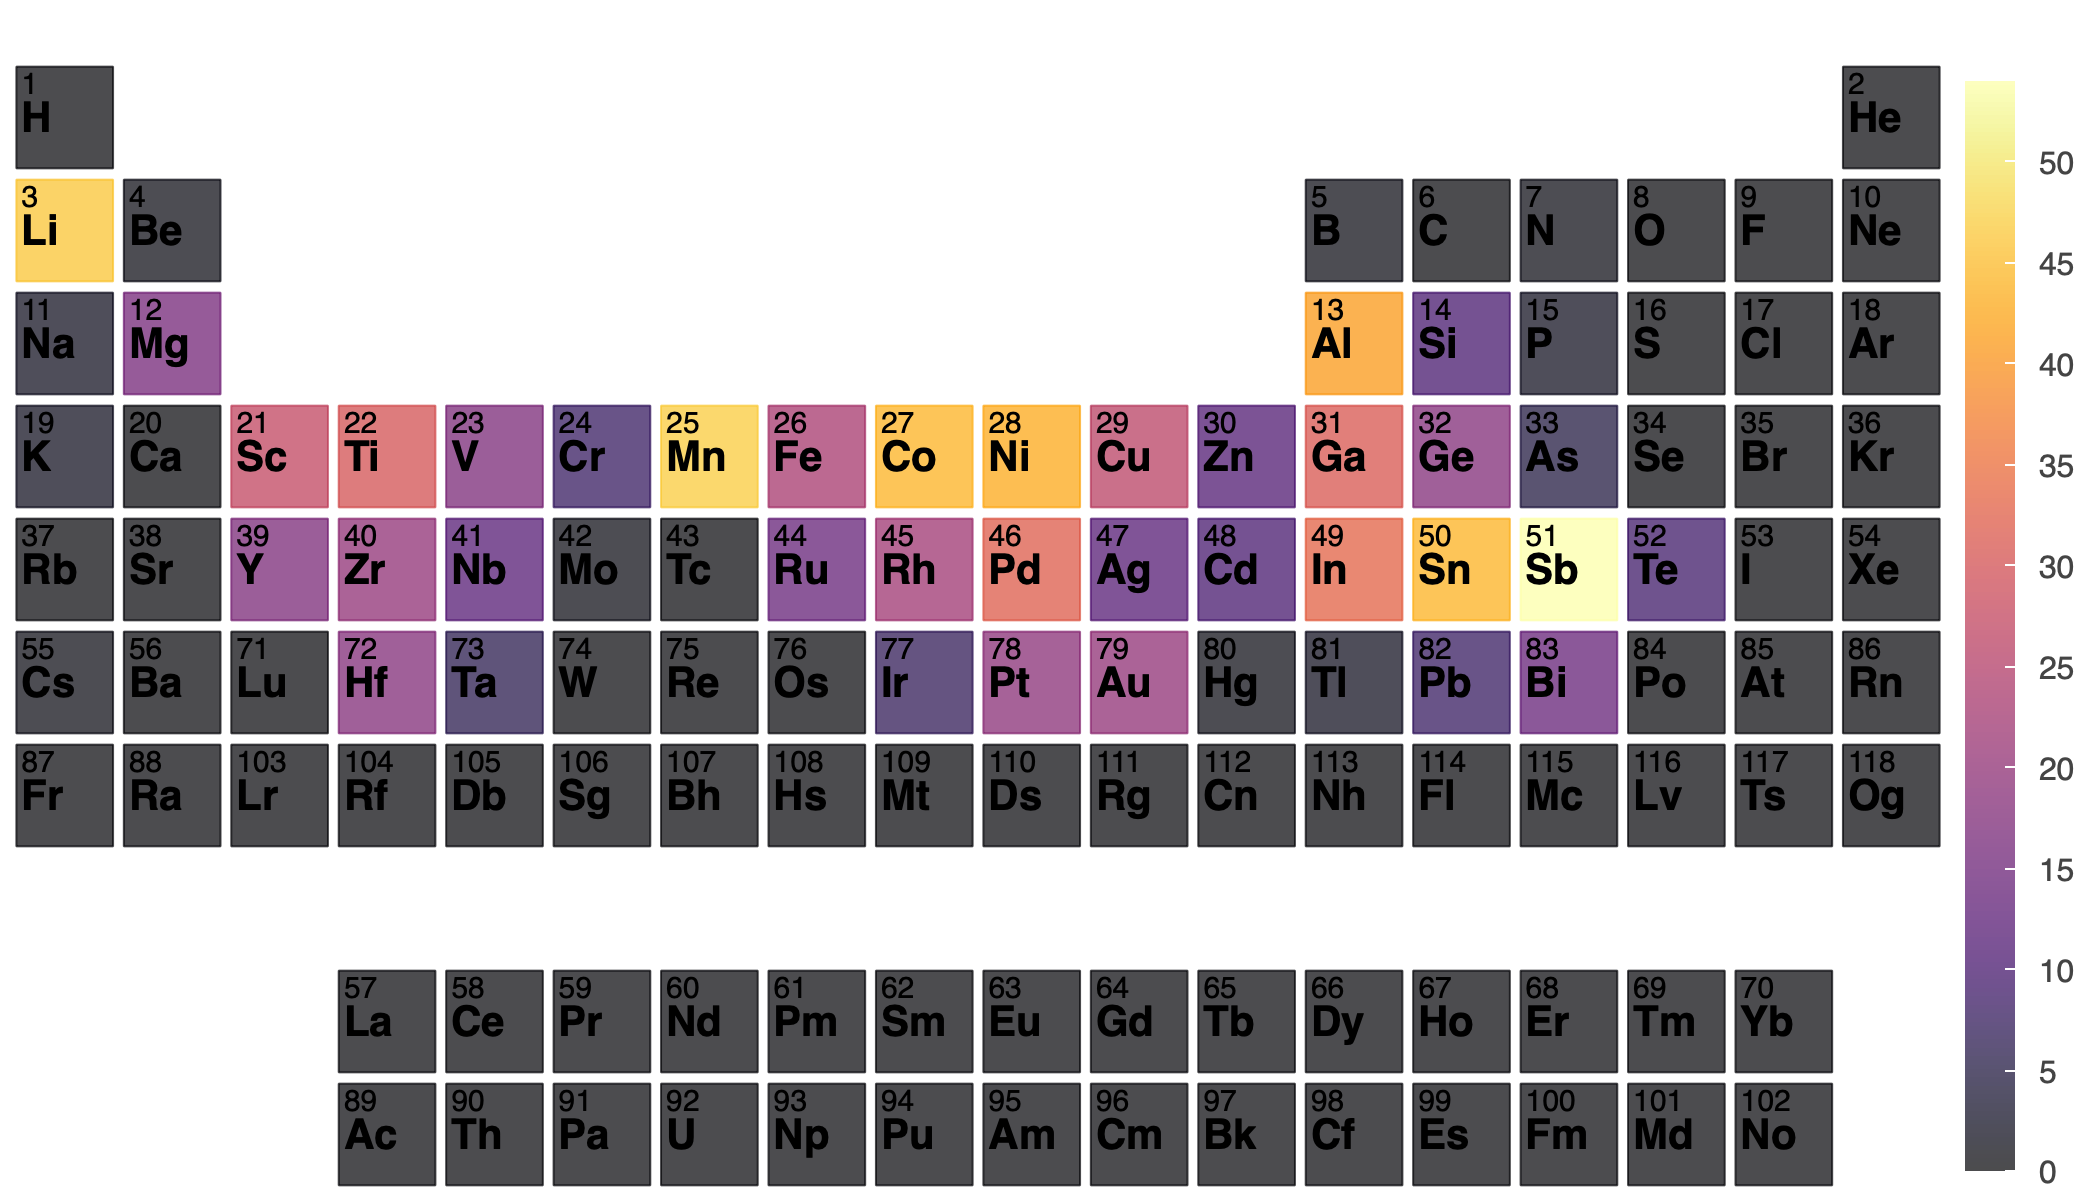 1 2
H He
3 4 5 6 7 8 9 10
Li Be B C N O F Ne
11 12 13 14 15 16 17 18
Na Mg Al Si P S Cl Ar
19 20 21 22 23 24 25 26 27 28 29 30 31 32 33 34 35 36
K Ca Sc Ti V Cr Mn Fe Co Ni Cu Zn Ga Ge As Se Br Kr
37 38 39 40 41 42 43 44 45 46 47 48 49 50 51 52 53 54
Rb Sr Y Zr Nb Mo Tc Ru Rh Pd Ag Cd In Sn Sb Te I Xe
55 56 71 72 73 74 75 76 77 78 79 80 81 82 83 84 85 86
Cs Ba Lu Hf Ta W Re Os Ir Pt Au Hg Tl Pb Bi Po At Rn
87 88 103 104 105 106 107 108 109 110 111 112 113 114 115 116 117 118
Fr Ra Lr Rf Db Sg Bh Hs Mt Ds Rg Cn Nh Fl Mc Lv Ts Og
57 58 59 60 61 62 63 64 65 66 67 68 69 70
La Ce Pr Nd Pm Sm Eu Gd Tb Dy Ho Er Tm Yb
89 90 91 92 93 94 95 96 97 98 99 100 101 102
Ac Th Pa U Np Pu Am Cm Bk Cf Es Fm Md No
50
45
40
35
30
25
20
15
10
5
0